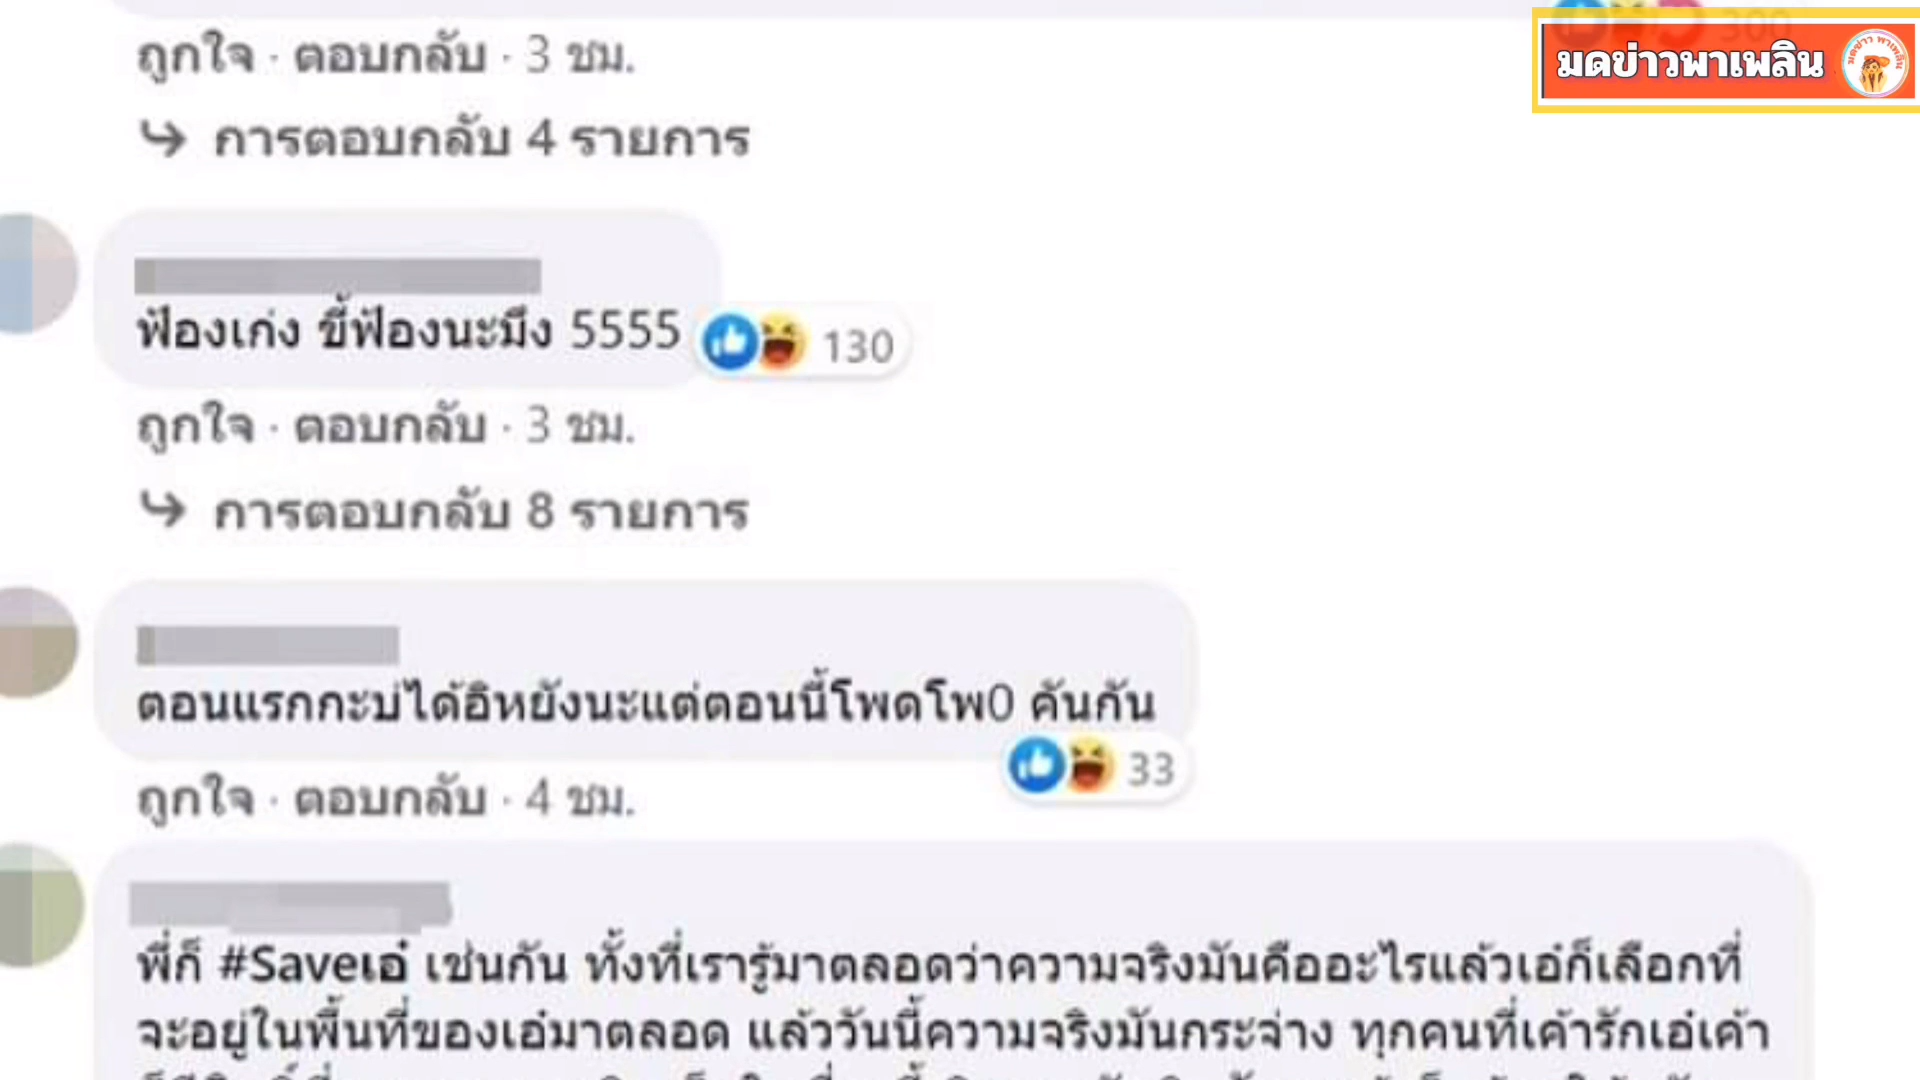 300
มดข่าวพาเพลิน
ถูกใจ · ตอบกลับ · 3 ชม.
การตอบกลับ 4 รายการ
ฟ้องเก่ง ขี้ฟ้องนะมึง 5555
130
ถูกใจ · ตอบกลับ · 3 ชม.
การตอบกลับ 8 รายการ
ตอนแรกกะบ่ได้อิหยังนะแต่ตอนนี้โพดโพ0 คันกัน
33
ถูกใจ · ตอบกลับ · 4 ชม.
พี่ก็ #Saveเอ๋ เช่นกัน ทั้งที่เรารู้มาตลอดว่าความจริงมันคืออะไรแล้วเอ๋ก็เลือกที่
จะอยู่ในพื้นที่ของเอ๋มาตลอด แล้ววันนี้ความจริงมันกระจ่าง ทุกคนที่เค้ารักเอ๋เค้า